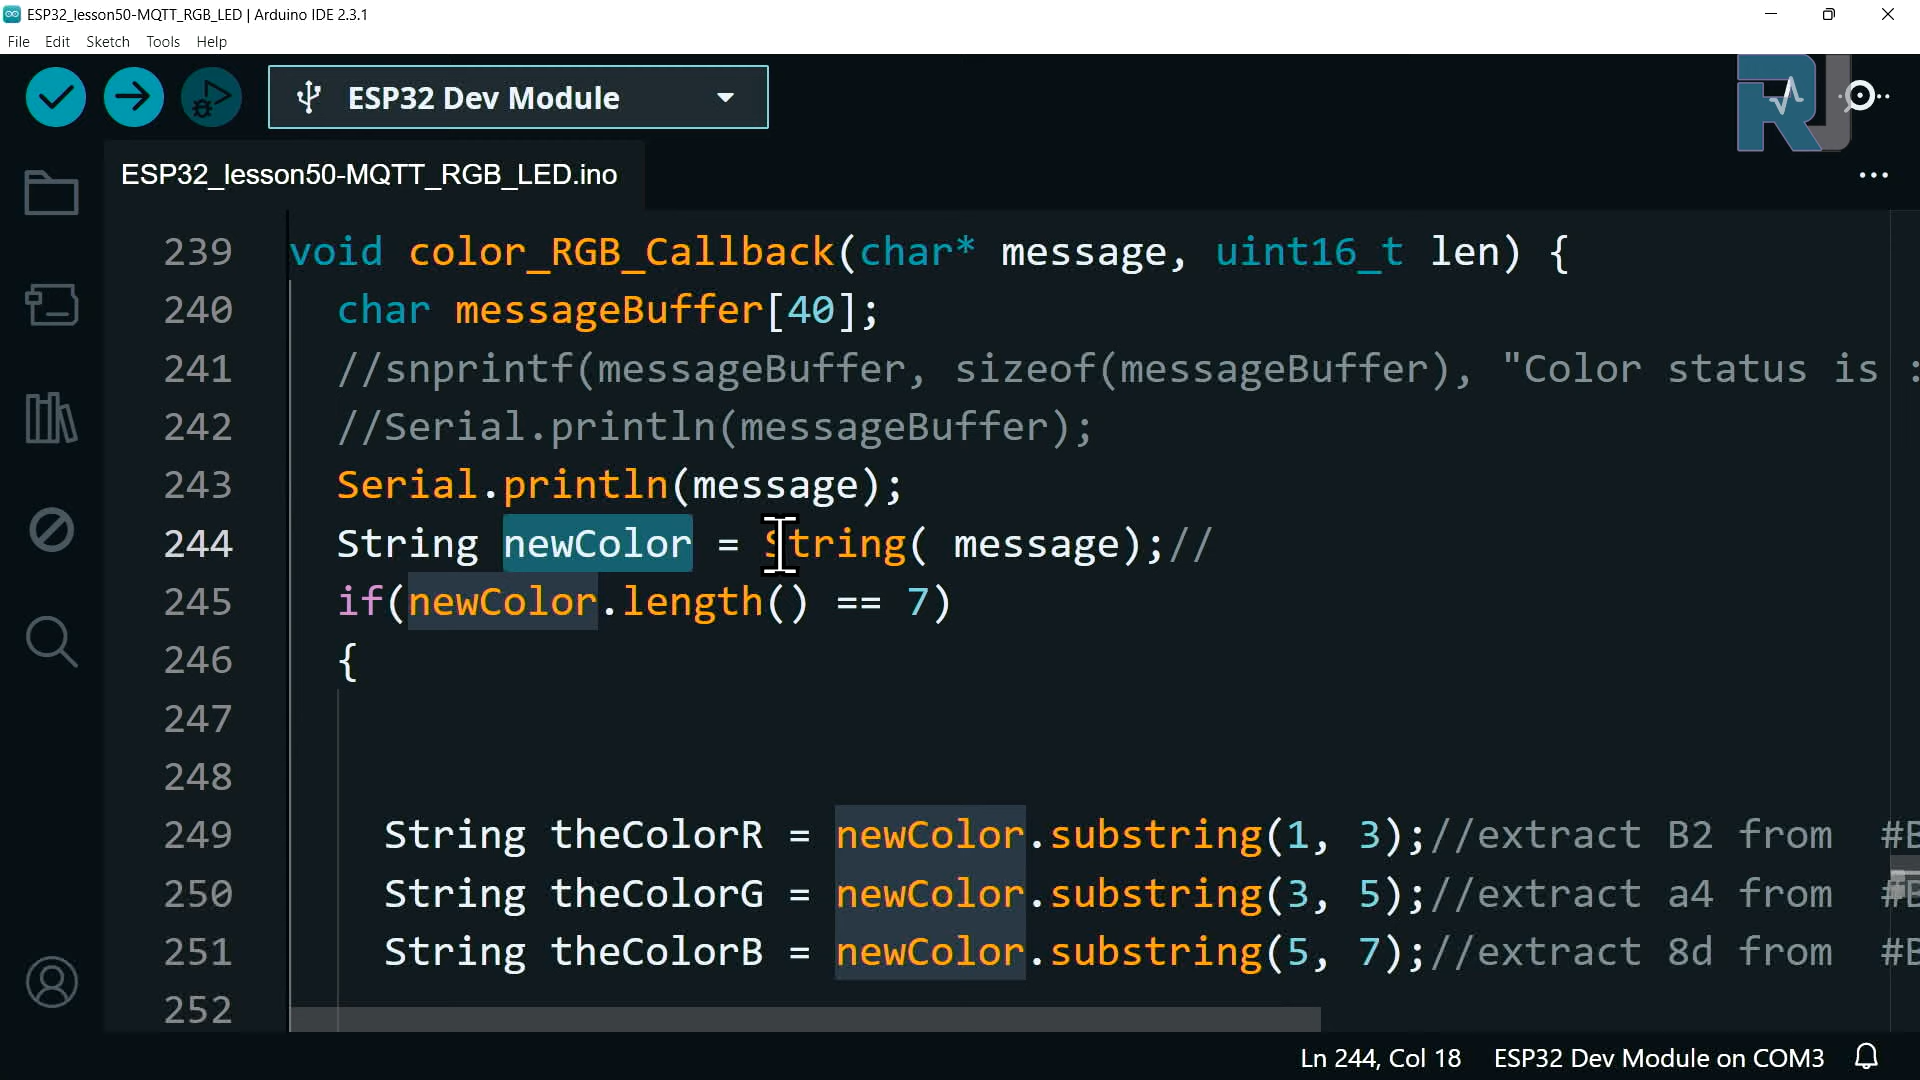 ESP32_lesson50-MQTT_RGB_LED | Arduino IDE 2.3.1
File Edit Sketch Tools Help
ESP32 Dev Module
RJ
ESP32_lesson50-MQTT_RGB_LED.ino
239 void color_RGB_Callback(char* message, uint16_t len) {
240 char messageBuffer[40];
241 //snprintf(messageBuffer, sizeof(messageBuffer), "Color status is :
242 //Serial.println(messageBuffer);
243 Serial.println(message);
244 String newColor = String( message);//
245 if(newColor.length() == 7)
246 {
247
248
249 String theColorR = newColor.substring(1, 3);//extract B2 from #B
250 String theColorG = newColor.substring(3, 5);//extract a4 from #B
251 String theColorB = newColor.substring(5, 7);//extract 8d from #B
252
Ln 244, Col 18 ESP32 Dev Module on COM3